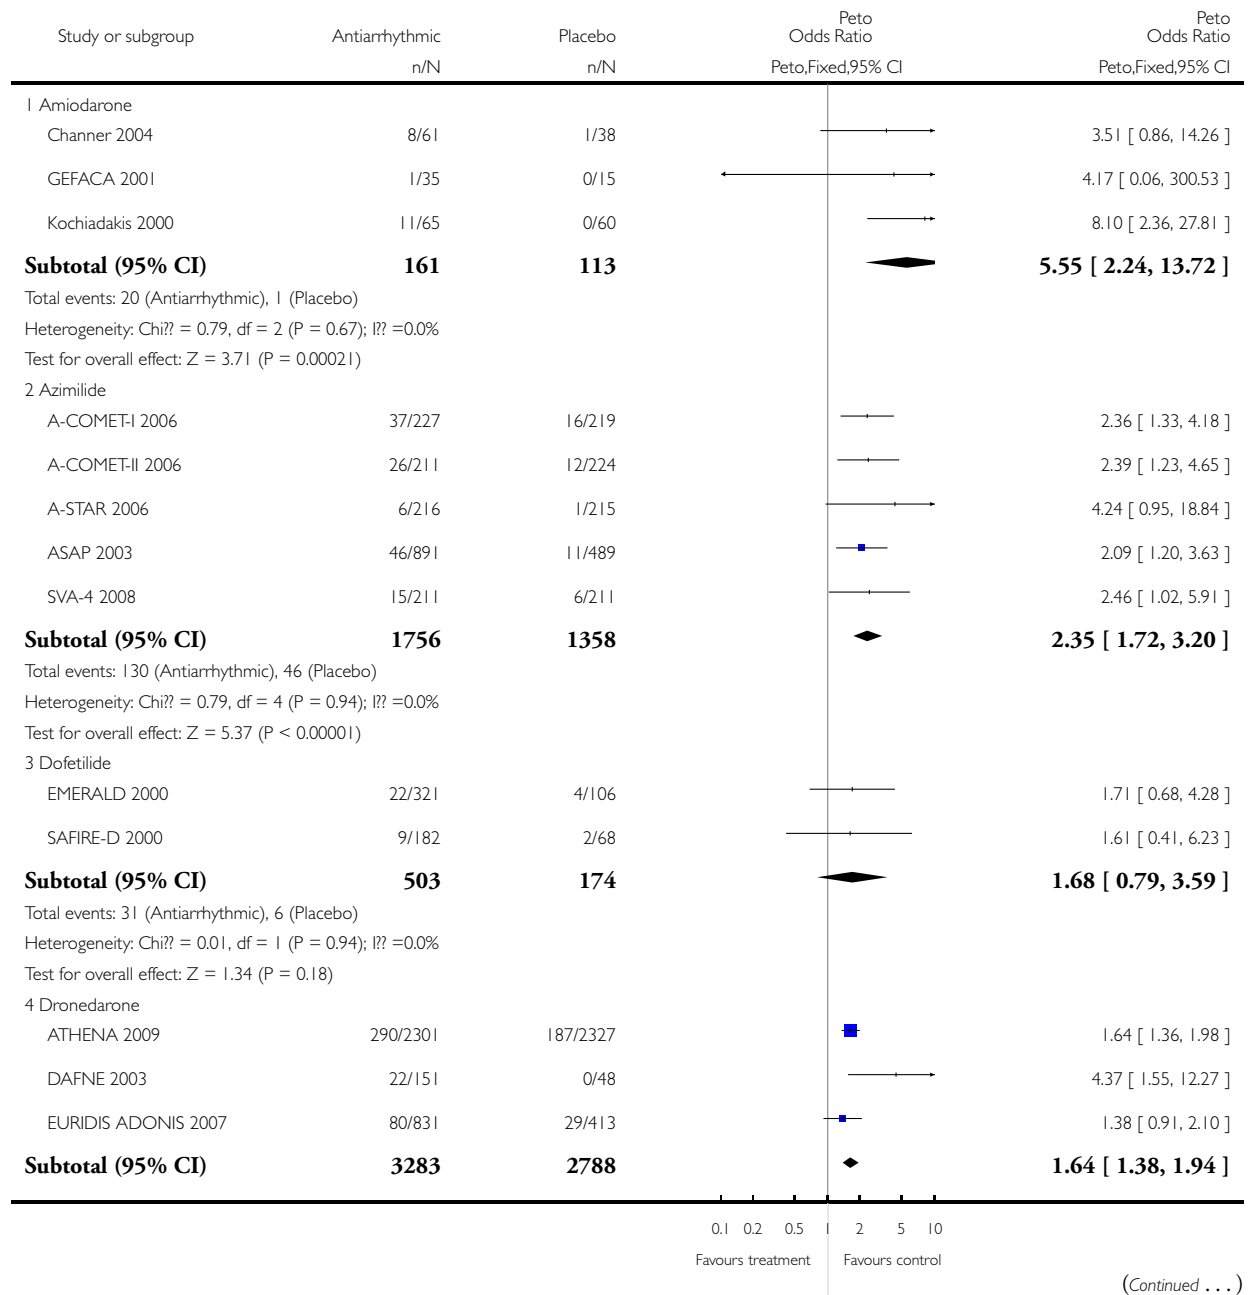 Peto Peto
Study or subgroup Antiarrhythmic Placebo Odds Ratio Odds Ratio
n/N n/N Peto,Fixed,95% CI Peto,Fixed,95% CI
1 Amiodarone
Channer 2004 8/61 1/38 3.51 [ 0.86, 14.26 ]
GEFACA 2001 1/35 0/15 4.17 [ 0.06, 300.53 ]
Kochiadakis 2000 11/65 0/60 8.10 [ 2.36, 27.81 ]
Subtotal (95% CI) 161 113 5.55 [ 2.24, 13.72 ]
Total events: 20 (Antiarrhythmic), 1 (Placebo)
Heterogeneity: Chi?? = 0.79, df = 2 (P = 0.67); I?? =0.0%
Test for overall effect: Z = 3.71 (P = 0.00021)
2 Azimilide
A-COMET-I 2006 37/227 16/219 2.36 [ 1.33, 4.18 ]
A-COMET-II 2006 26/211 12/224 2.39 [ 1.23, 4.65 ]
A-STAR 2006 6/216 1/215 4.24 [ 0.95, 18.84 ]
ASAP 2003 46/891 11/489 2.09 [ 1.20, 3.63 ]
SVA-4 2008 15/211 6/211 2.46 [ 1.02, 5.91 ]
Subtotal (95% CI) 1756 1358 2.35 [ 1.72, 3.20 ]
Total events: 130 (Antiarrhythmic), 46 (Placebo)
Heterogeneity: Chi?? = 0.79, df = 4 (P = 0.94); I?? =0.0%
Test for overall effect: Z = 5.37 (P < 0.00001)
3 Dofetilide
EMERALD 2000 22/321 4/106 1.71 [ 0.68, 4.28 ]
SAFIRE-D 2000 9/182 2/68 1.61 [ 0.41, 6.23 ]
Subtotal (95% CI) 503 174 1.68 [ 0.79, 3.59 ]
Total events: 31 (Antiarrhythmic), 6 (Placebo)
Heterogeneity: Chi?? = 0.01, df = 1 (P = 0.94); I?? =0.0%
Test for overall effect: Z = 1.34 (P = 0.18)
4 Dronedarone
ATHENA 2009 290/2301 187/2327 1.64 [ 1.36, 1.98 ]
DAFNE 2003 22/151 0/48 4.37 [ 1.55, 12.27 ]
EURIDIS ADONIS 2007 80/831 29/413 1.38 [ 0.91, 2.10 ]
Subtotal (95% CI) 3283 2788 1.64 [ 1.38, 1.94 ]
0.1 0.2 0.5 1 2 5 10
Favours treatment Favours control
(Continued . . . )